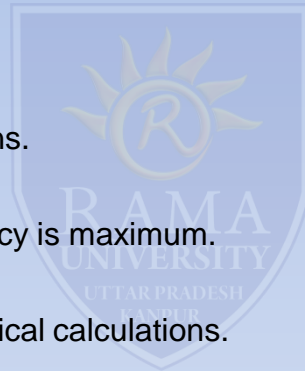 ns.
RAMA
cy is maximum.
UNIVERSITY
UTTAR PRADESH
KANPUR
ical calculations.